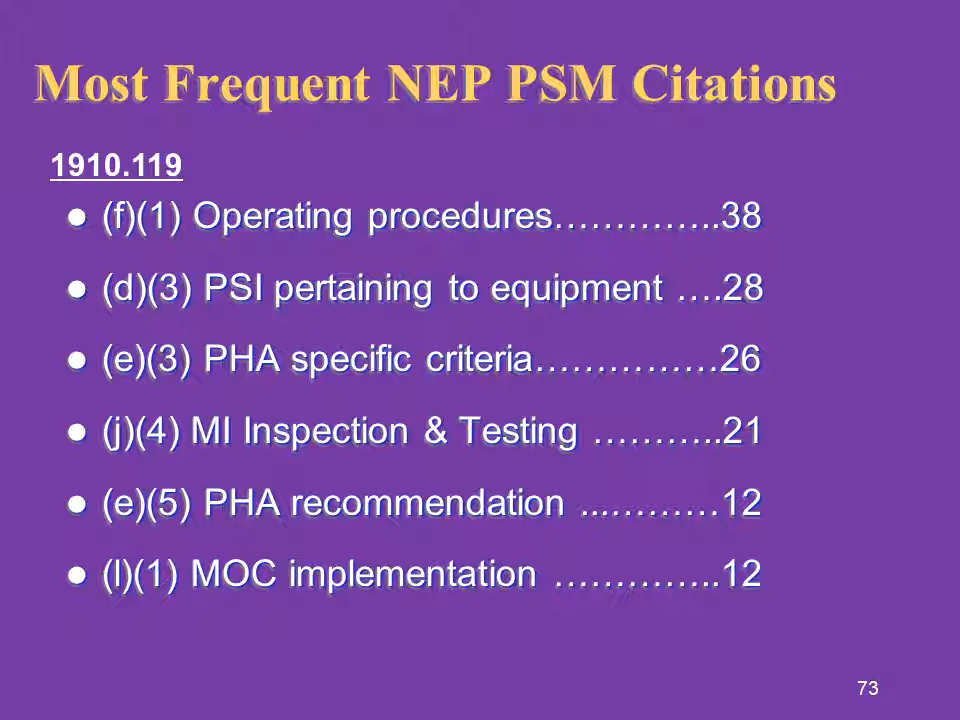 Most Frequent NEP PSM Citations
1910.119
● (f)(1) Operating procedures…………..38
● (d)(3) PSI pertaining to equipment ….28
● (e)(3) PHA specific criteria……………26
● (j)(4) MI Inspection & Testing ………..21
● (e)(5) PHA recommendation ...………12
● (l)(1) MOC implementation …………..12
73